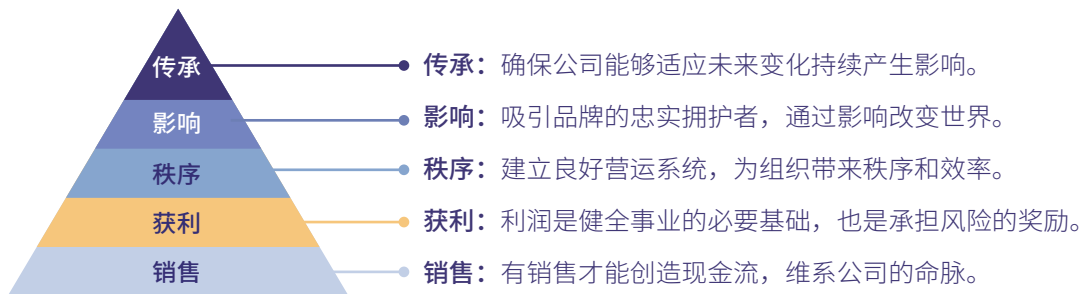 传承
传承：确保公司能够适应未来变化持续产生影响。
影响
影响：吸引品牌的忠实拥护者，通过影响改变世界。
秩序
秩序：建立良好营运系统，为组织带来秩序和效率。
获利
获利：利润是健全事业的必要基础，也是承担风险的奖励。
销售
销售：有销售才能创造现金流，维系公司的命脉。